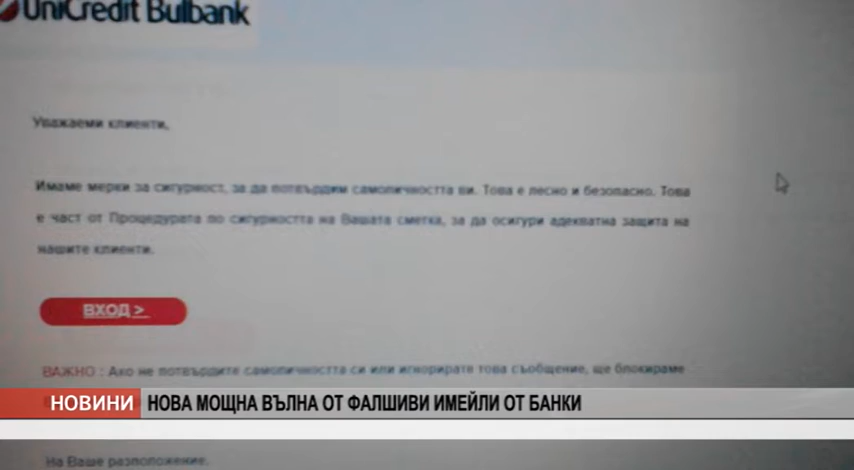 UniCredit Bulbank
Уважаеми клиенти,
Имаме мерки за сигурност, за да потвърдим самоличността ви. Това е лесно и безопасно. Това
е част от Процедурата по сигурността на Вашата сметка, за да осигури адекватна защита на
нашите клиенти.
ВХОД >
ВАЖНО : Ако не потвърдите самоличността си или игнорирате това съобщение, ще блокираме
НОВИНИ
НОВА МОЩНА ВЪЛНА ОТ ФАЛШИВИ ИМЕЙЛИ ОТ БАНКИ
На Ваше разположение.